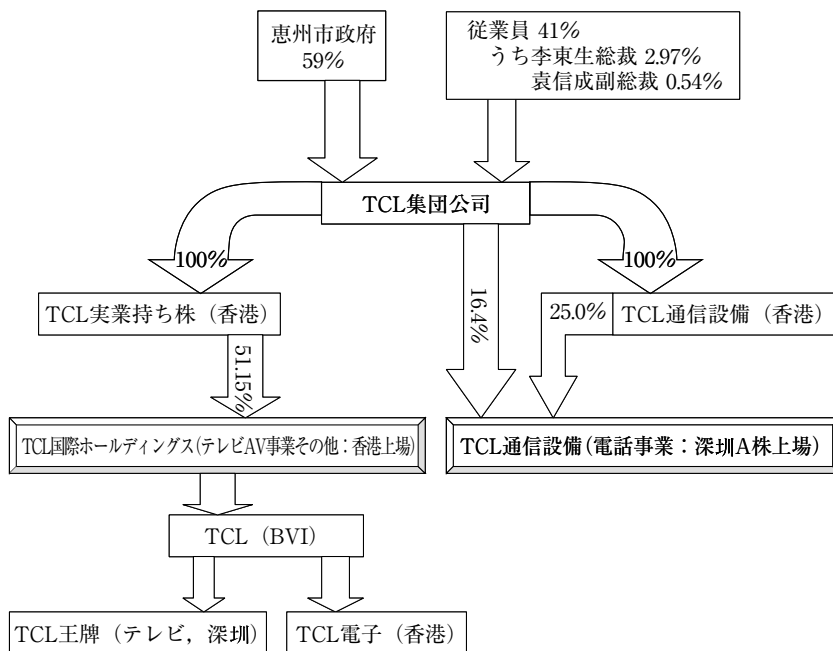 恵州市政府
59%
従業員 41%
うち李東生総裁 2.97%
袁信成副総裁 0.54%
TCL集団公司
100%
16.4%
100%
TCL実業持ち株（香港）
25.0%
TCL通信設備（香港）
51.15%
TCL国際ホールディングス(テレビAV事業その他：香港上場)
TCL通信設備(電話事業：深圳A株上場)
TCL（BVI）
TCL王牌（テレビ，深圳）
TCL電子（香港）